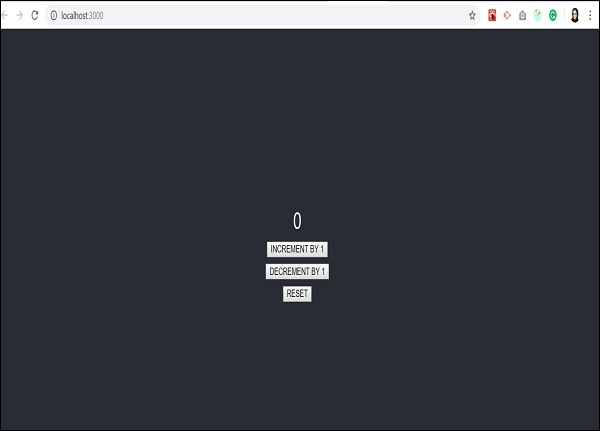 localhost:3000
0
INCREMENT BY 1
DECREMENT BY 1
RESET